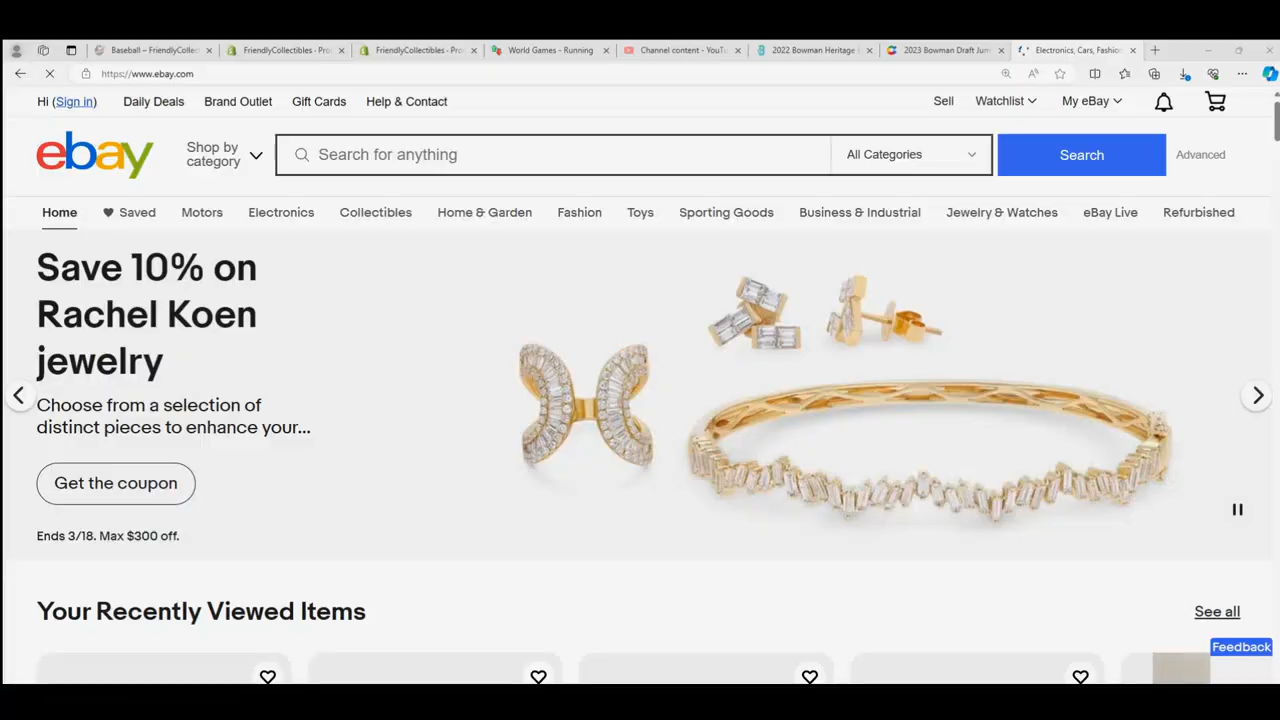 Baseball – FriendlyCollec
FriendlyCollectibles - Pro
FriendlyCollectibles - Prov
World Games - Running
Channel content - YouTu
2022 Bowman Heritage
2023 Bowman Draft Jum
Electronics, Cars, Fashio
https://www.ebay.com
Hi (Sign in) Daily Deals Brand Outlet Gift Cards Help & Contact Sell Watchlist My eBay
ebay
Shop by
category
Search for anything
All Categories
Search
Advanced
Home Saved Motors Electronics Collectibles Home & Garden Fashion Toys Sporting Goods Business & Industrial Jewelry & Watches eBay Live Refurbished
Save 10% on
Rachel Koen
jewelry
Choose from a selection of
distinct pieces to enhance your...
Get the coupon
Ends 3/18. Max $300 off.
Your Recently Viewed Items
See all
Feedback